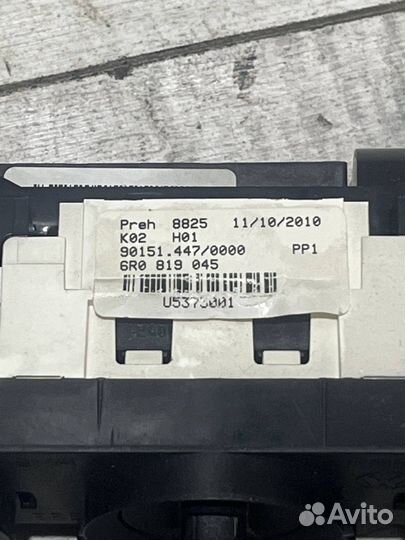 Preh 8825 11/10/2010
K02 H01
90151.447/0000 PP1
6R0 819 045
U5373001
Avito